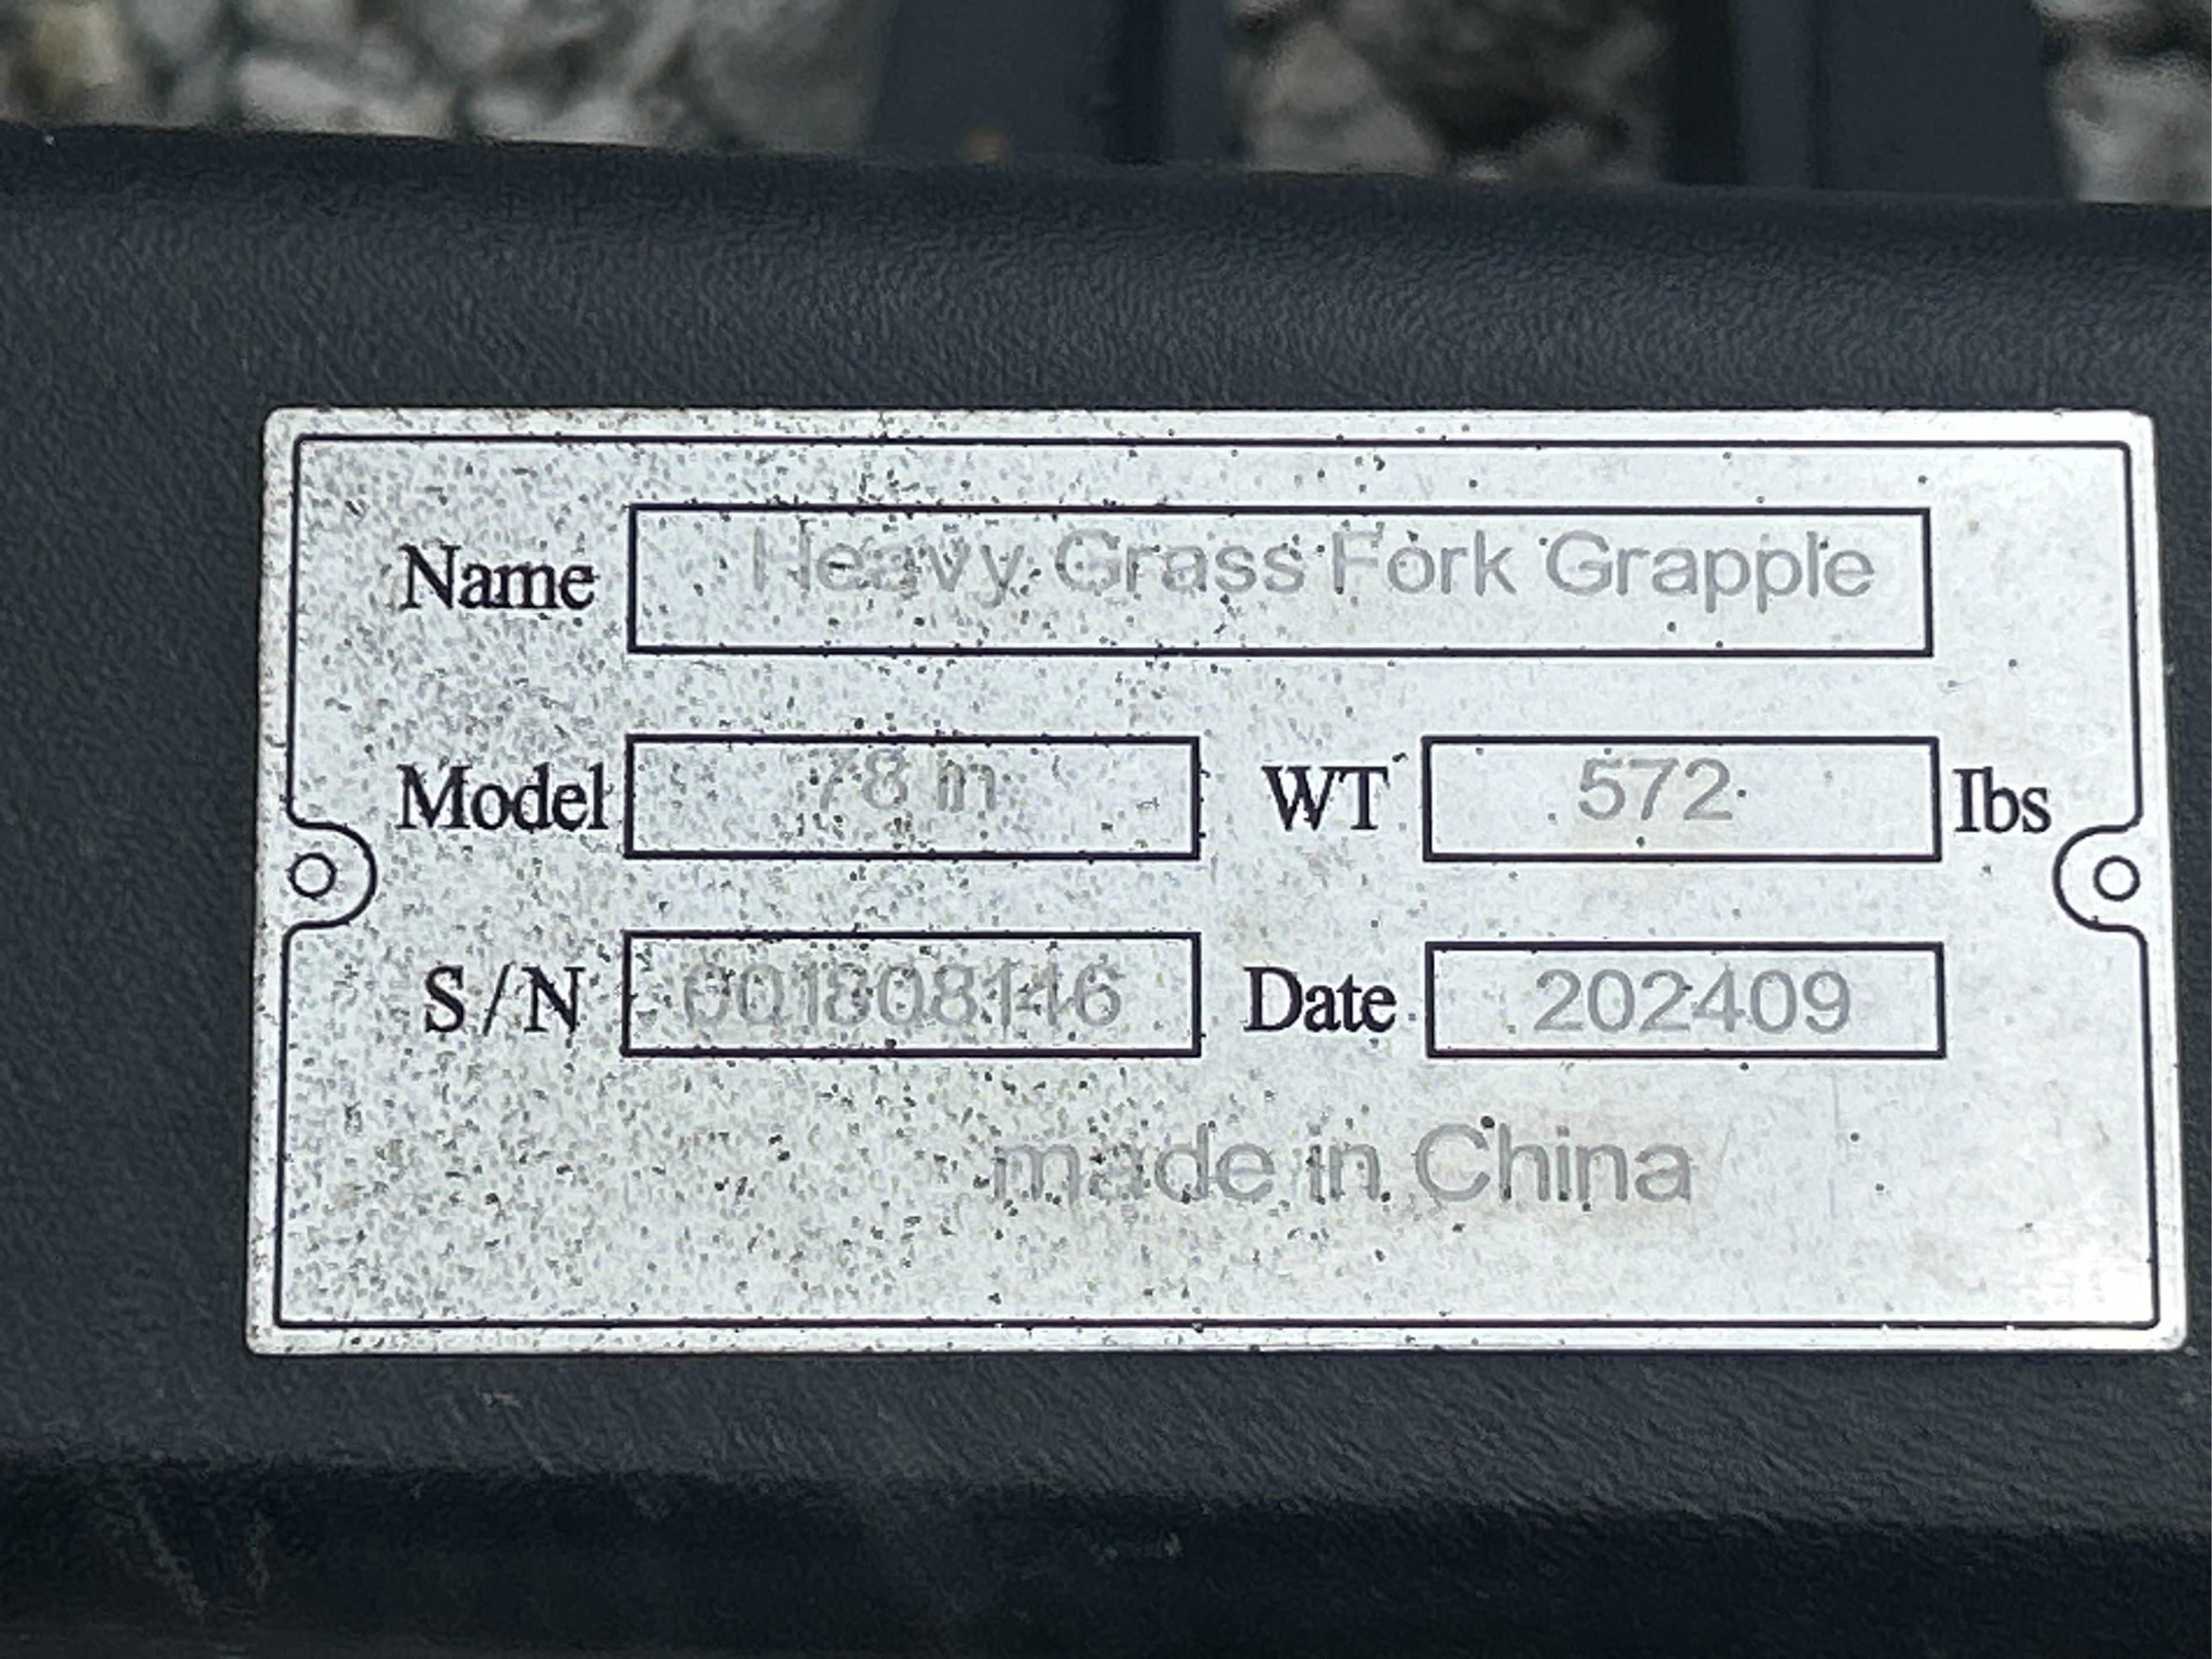 Name Heavy Grass Fork Grapple
Model 78 in WT 572 lbs
S/N 001808146 Date 202409
made in China